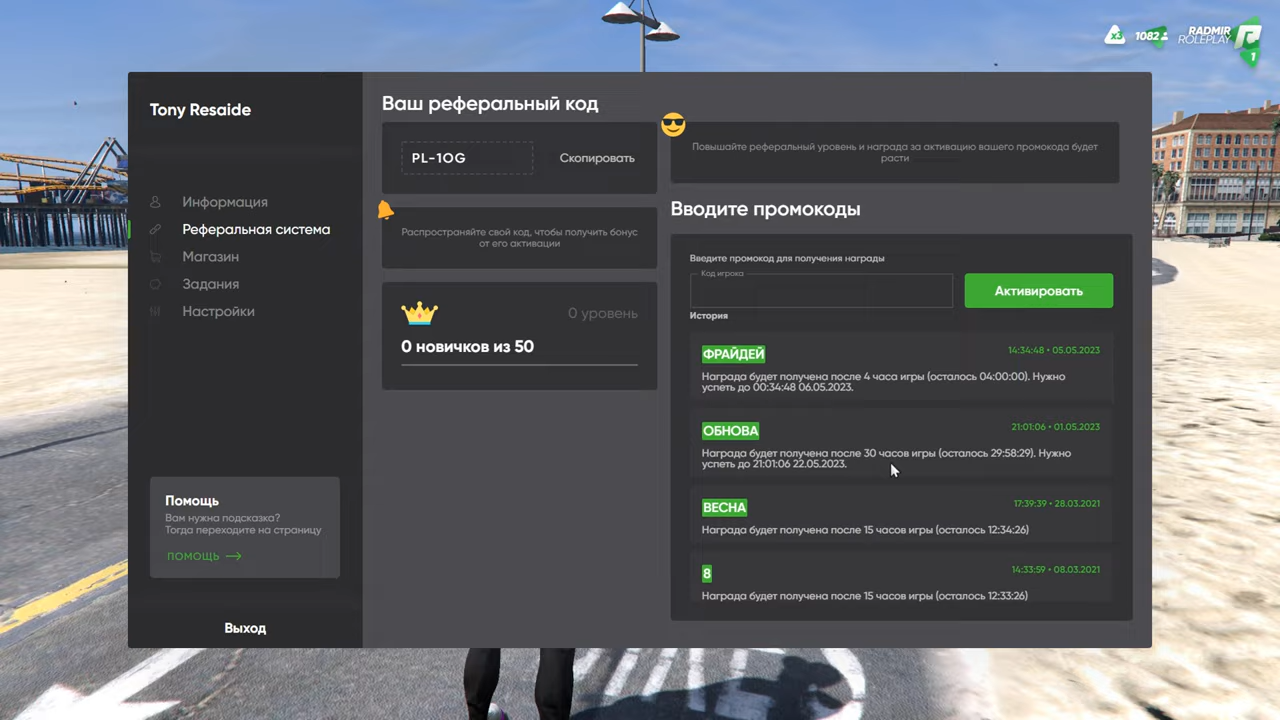 x3
1082
RADMIR
ROLEPLAY
1
Tony Resaide
Информация
Реферальная система
Магазин
Задания
Настройки
Помощь
Вам нужна подсказка?
Тогда переходите на страницу
ПОМОЩЬ
Выход
Ваш реферальный код
PL-1OG
Скопировать
Распространяйте свой код, чтобы получить бонус
от его активации
0 уровень
0 новичков из 50
Повышайте реферальный уровень и награда за активацию вашего промокода будет
расти
Вводите промокоды
Введите промокод для получения награды
Код игрока
Активировать
История
ФРАЙДЕЙ
14:34:48 • 05.05.2023
Награда будет получена после 4 часа игры (осталось 04:00:00). Нужно
успеть до 00:34:48 06.05.2023.
ОБНОВА
21:01:06 • 01.05.2023
Награда будет получена после 30 часов игры (осталось 29:58:29). Нужно
успеть до 21:01:06 22.05.2023.
ВЕСНА
17:39:39 • 28.03.2021
Награда будет получена после 15 часов игры (осталось 12:34:26)
8
14:33:59 • 08.03.2021
Награда будет получена после 15 часов игры (осталось 12:33:26)